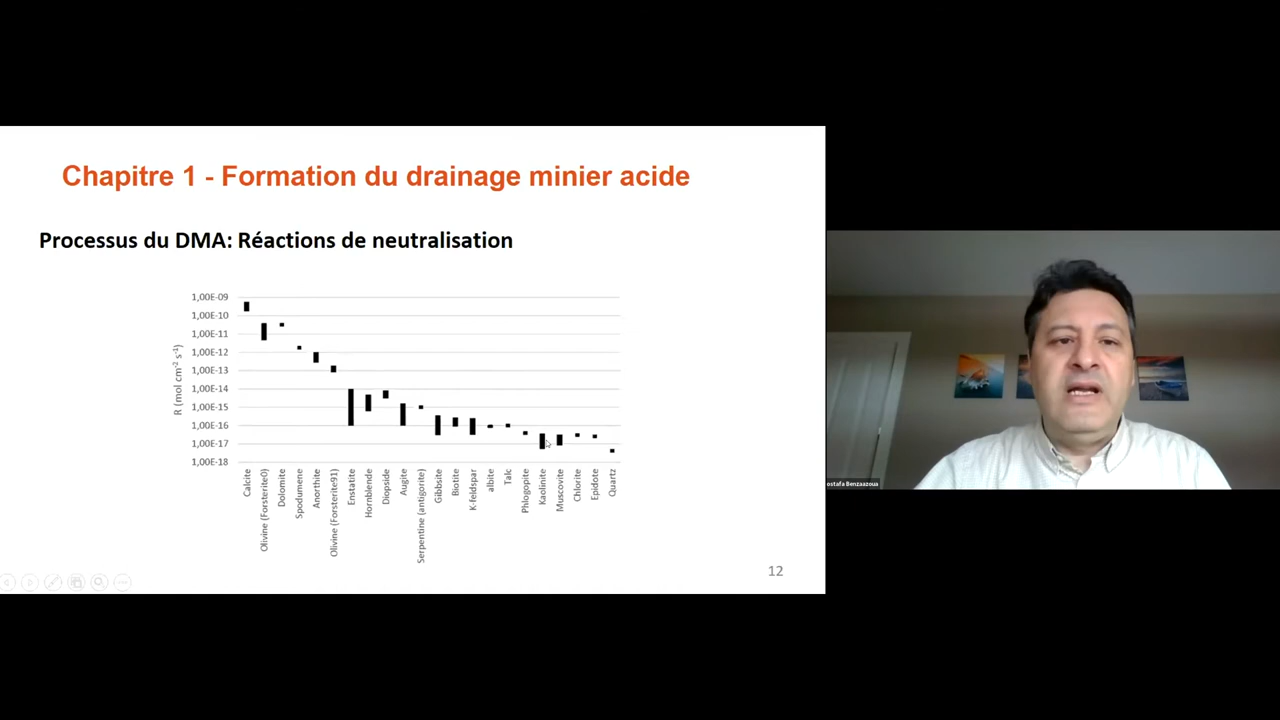 Chapitre 1 - Formation du drainage minier acide
Processus du DMA: Réactions de neutralisation
1,00E-09
1,00E-10
1,00E-11
1,00E-12
1,00E-13
1,00E-14
1,00E-15
1,00E-16
1,00E-17
1,00E-18
R (mol cm⁻² s⁻¹)
Calcite
Olivine (Forsterite0)
Dolomite
Spodumene
Anorthite
Olivine (Forsterite91)
Enstatite
Hornblende
Diopside
Augite
Serpentine (antigorite)
Gibbsite
Biotite
K-feldspar
albite
Talc
Phlogopite
Kaolinite
Muscovite
Chlorite
Epidote
Quartz
12
ostafa Benzaazoua